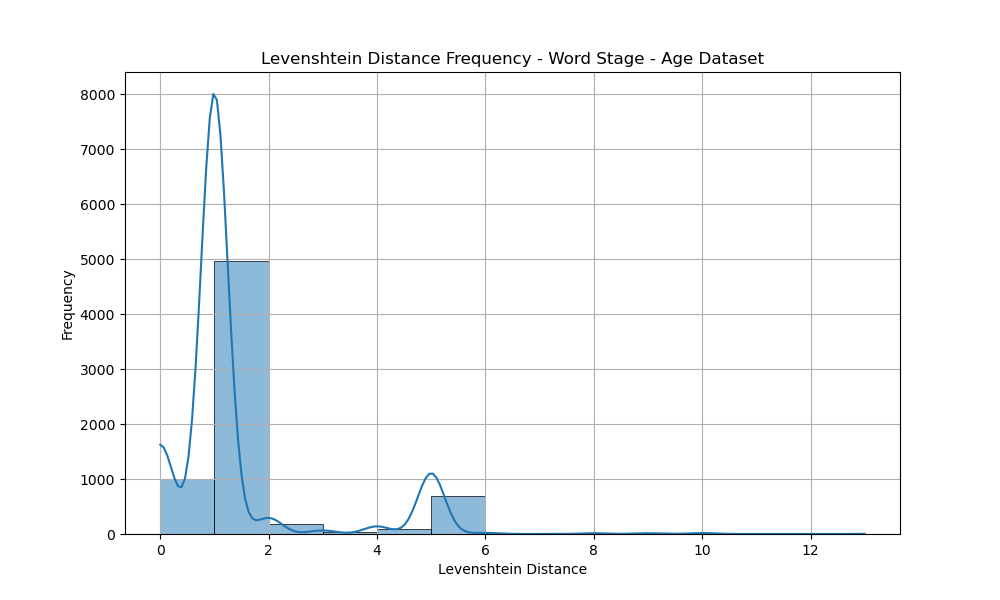 Levenshtein Distance Frequency - Word Stage - Age Dataset
8000
7000
6000
5000
4000
3000
2000
1000
0
Frequency
0 2 4 6 8 10 12
Levenshtein Distance